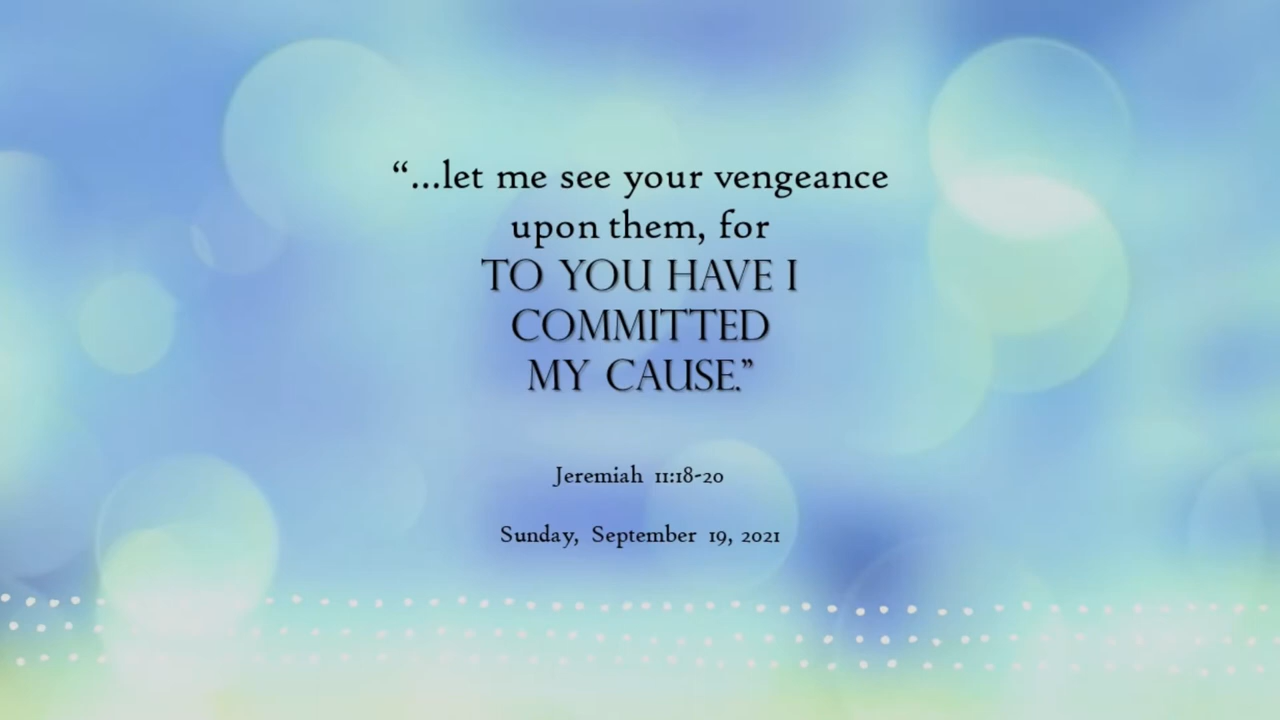 “...let me see your vengeance
upon them, for
TO YOU HAVE I
COMMITTED
MY CAUSE.”
Jeremiah 11:18-20
Sunday, September 19, 2021